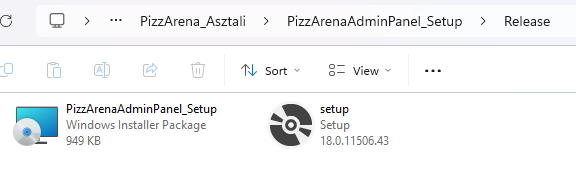 PizzArena_Asztali
PizzArenaAdminPanel_Setup
Release
Sort
View
PizzArenaAdminPanel_Setup
Windows Installer Package
949 KB
setup
Setup
18.0.11506.43